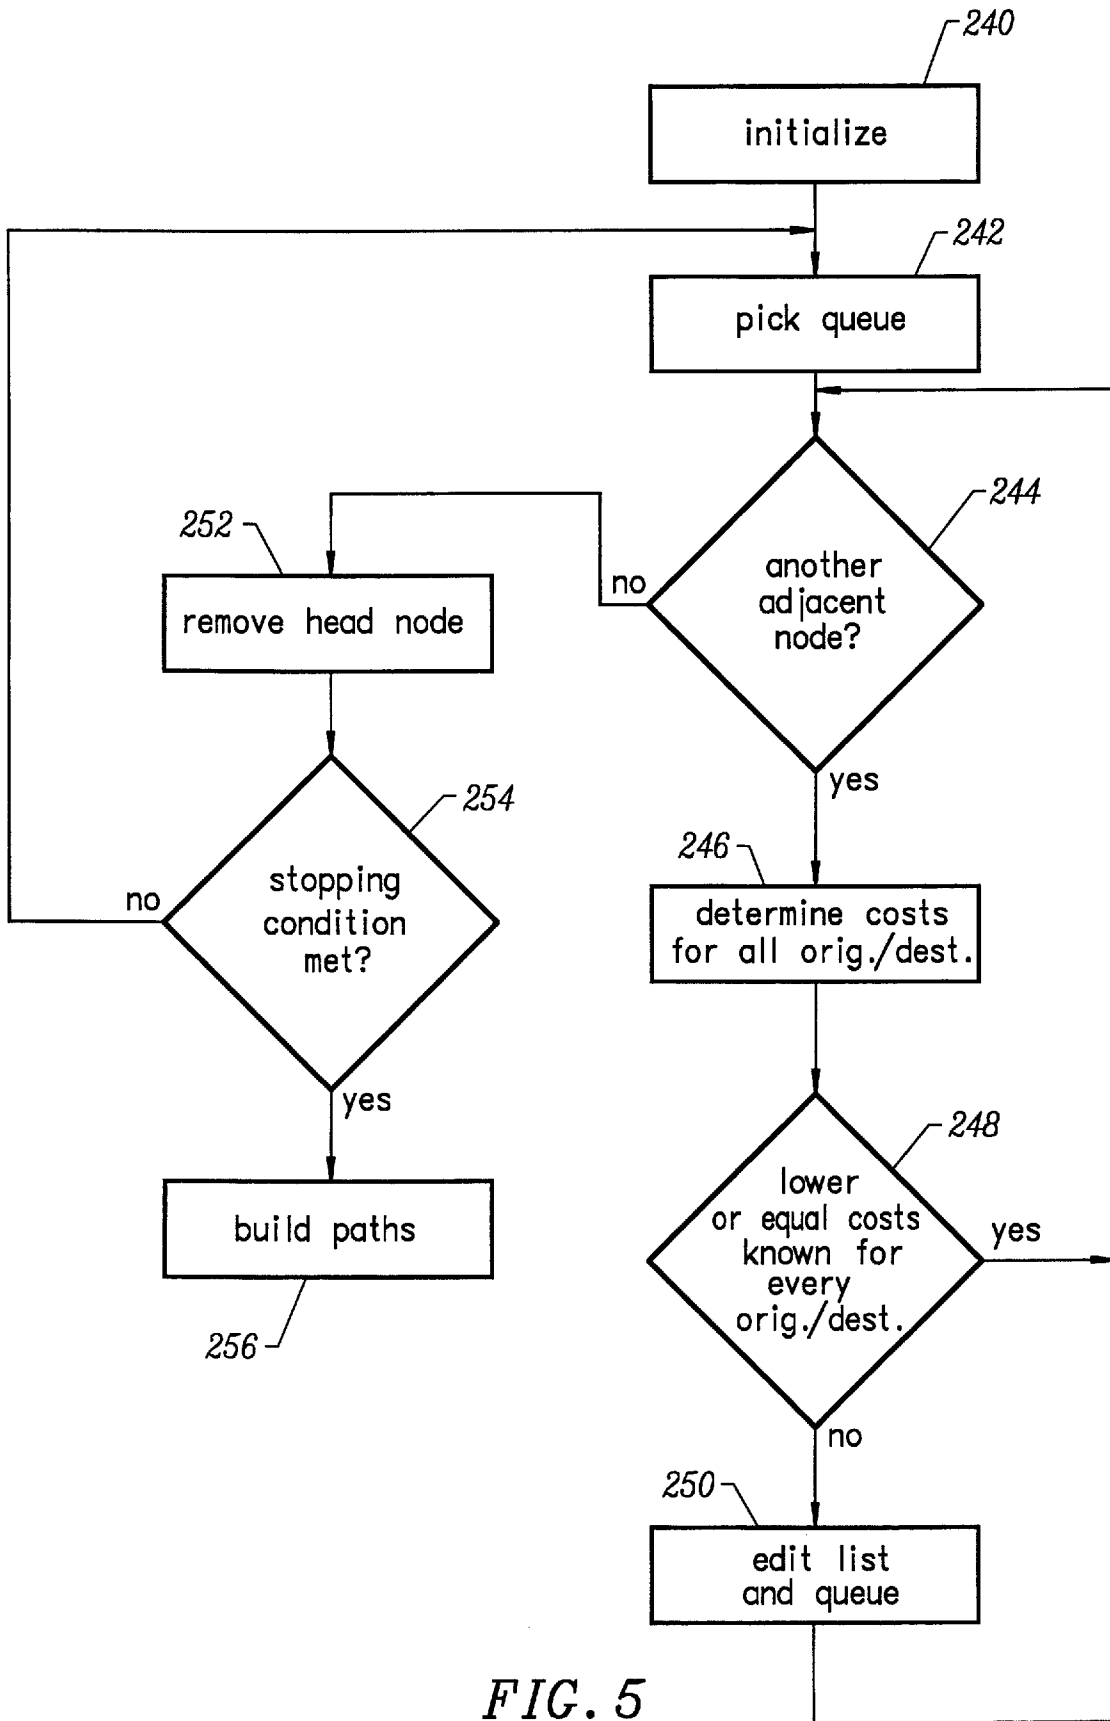 240
initialize
242
pick queue
244
another
adjacent
node?
no
yes
252
remove head node
254
stopping
condition
met?
no
yes
246
determine costs
for all orig./dest.
248
lower
or equal costs
known for
every
orig./dest.
yes
no
build paths
256
250
edit list
and queue
FIG. 5